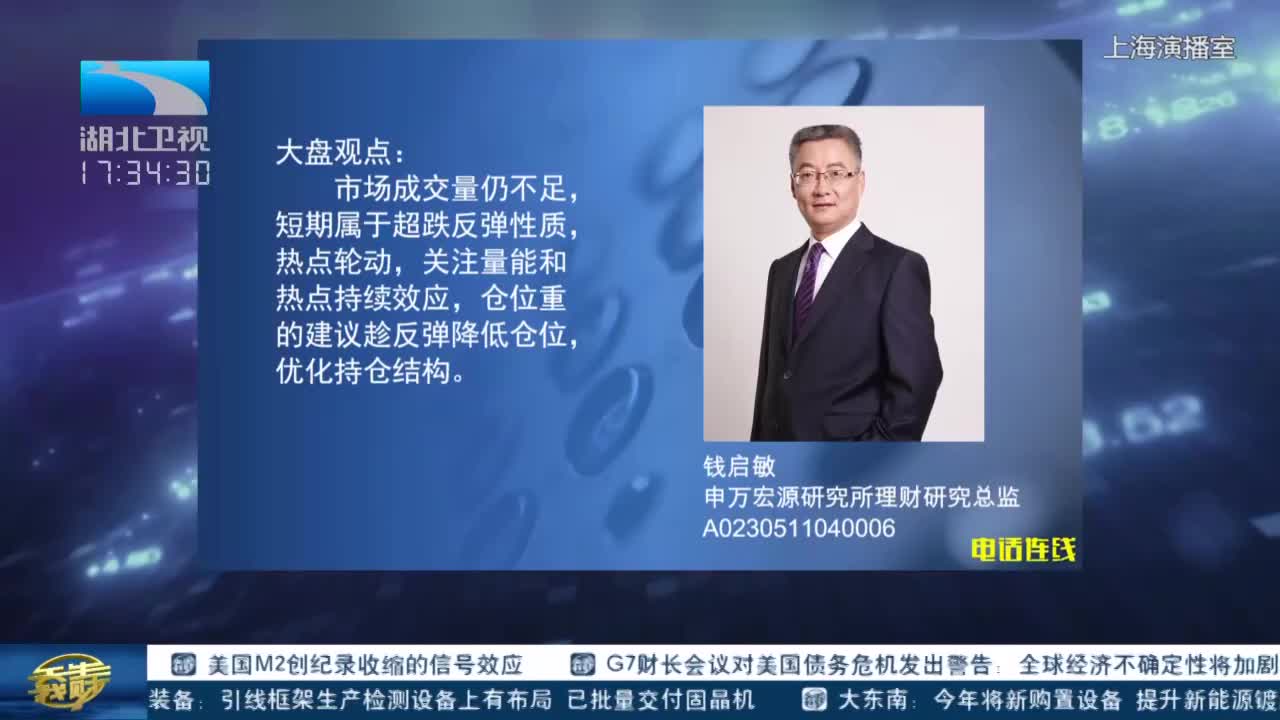 上海演播室
湖北卫视
17:34:30
大盘观点：
市场成交量仍不足，
短期属于超跌反弹性质，
热点轮动，关注量能和
热点持续效应，仓位重
的建议趁反弹降低仓位，
优化持仓结构。
钱启敏
申万宏源研究所理财研究总监
A0230511040006
电话连线
美国M2创纪录收缩的信号效应 G7财长会议对美国债务危机发出警告：全球经济不确定性将加剧
装备：引线框架生产检测设备上有布局 已批量交付固晶机 大东南：今年将新购置设备 提升新能源镀